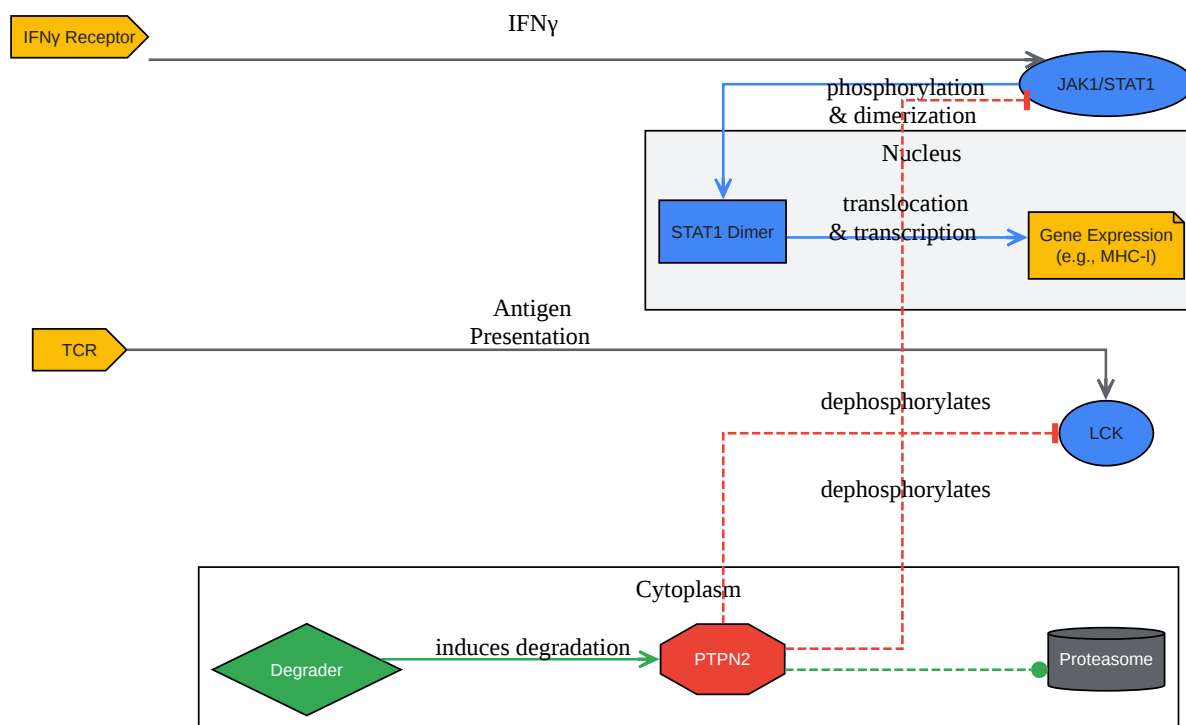 IFNγ
IFNγ Receptor
JAK1/STAT1
phosphorylation
& dimerization
Nucleus
translocation
& transcription
STAT1 Dimer
Gene Expression
(e.g., MHC-I)
Antigen
Presentation
TCR
dephosphorylates
LCK
dephosphorylates
Cytoplasm
induces degradation
Degrader
PTPN2
Proteasome